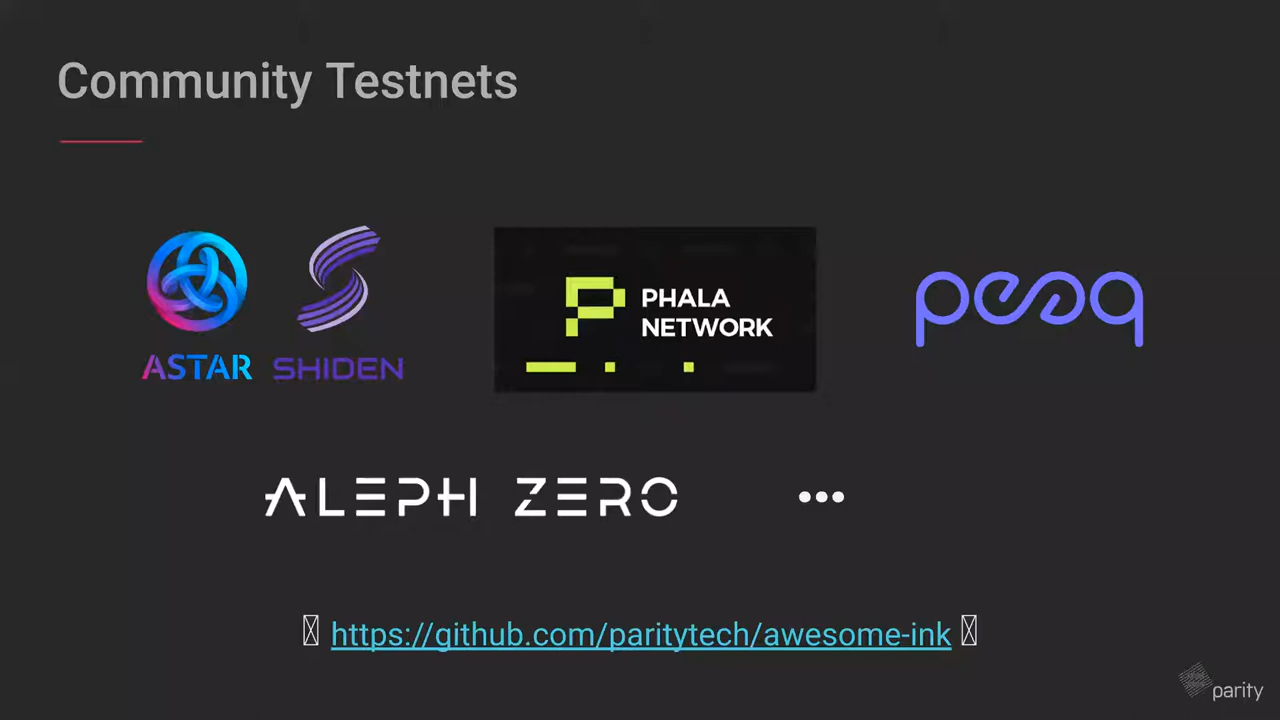 Community Testnets
ASTAR
SHIDEN
PHALA
NETWORK
peaq
ALEPH ZERO
•••
https://github.com/paritytech/awesome-ink
parity